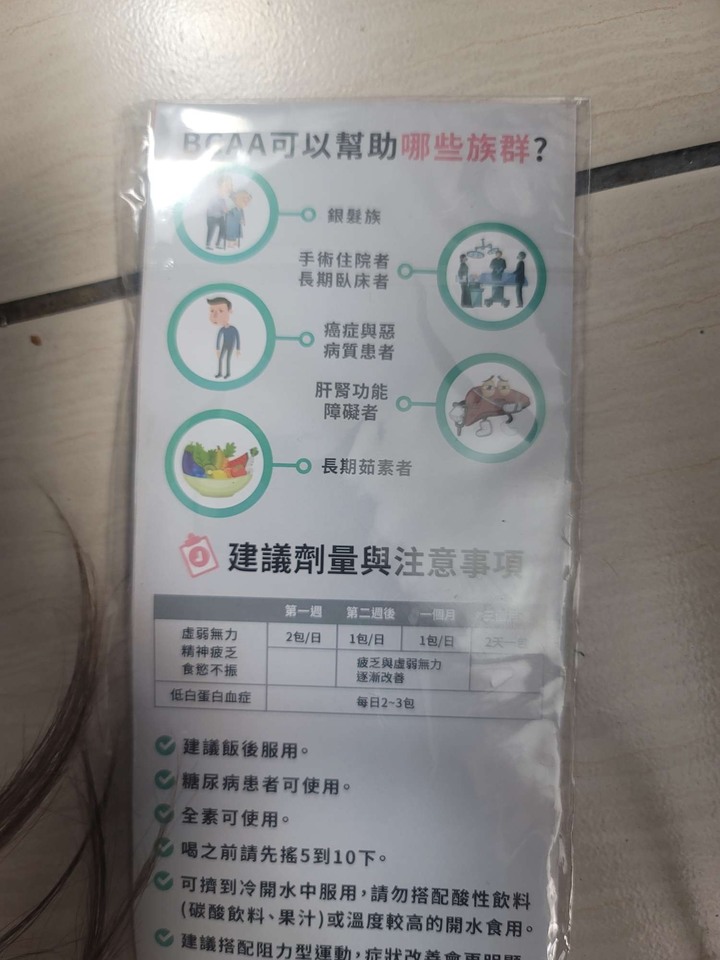 BCAA可以幫助哪些族群?
銀髮族
手術住院者
長期臥床者
癌症與惡
病質患者
肝腎功能
障礙者
長期茹素者
建議劑量與注意事項
第一週 第二週後 一個月
虛弱無力 2包/日 1包/日 1包/日 2天一包
精神疲乏 疲乏與虛弱無力
食慾不振 逐漸改善
低白蛋白血症 每日2~3包
建議飯後服用。
糖尿病患者可使用。
全素可使用。
喝之前請先搖5到10下。
可擠到冷開水中服用,請勿搭配酸性飲料
(碳酸飲料、果汁)或溫度較高的開水食用。
建議搭配阻力型運動,症狀改善會更明顯